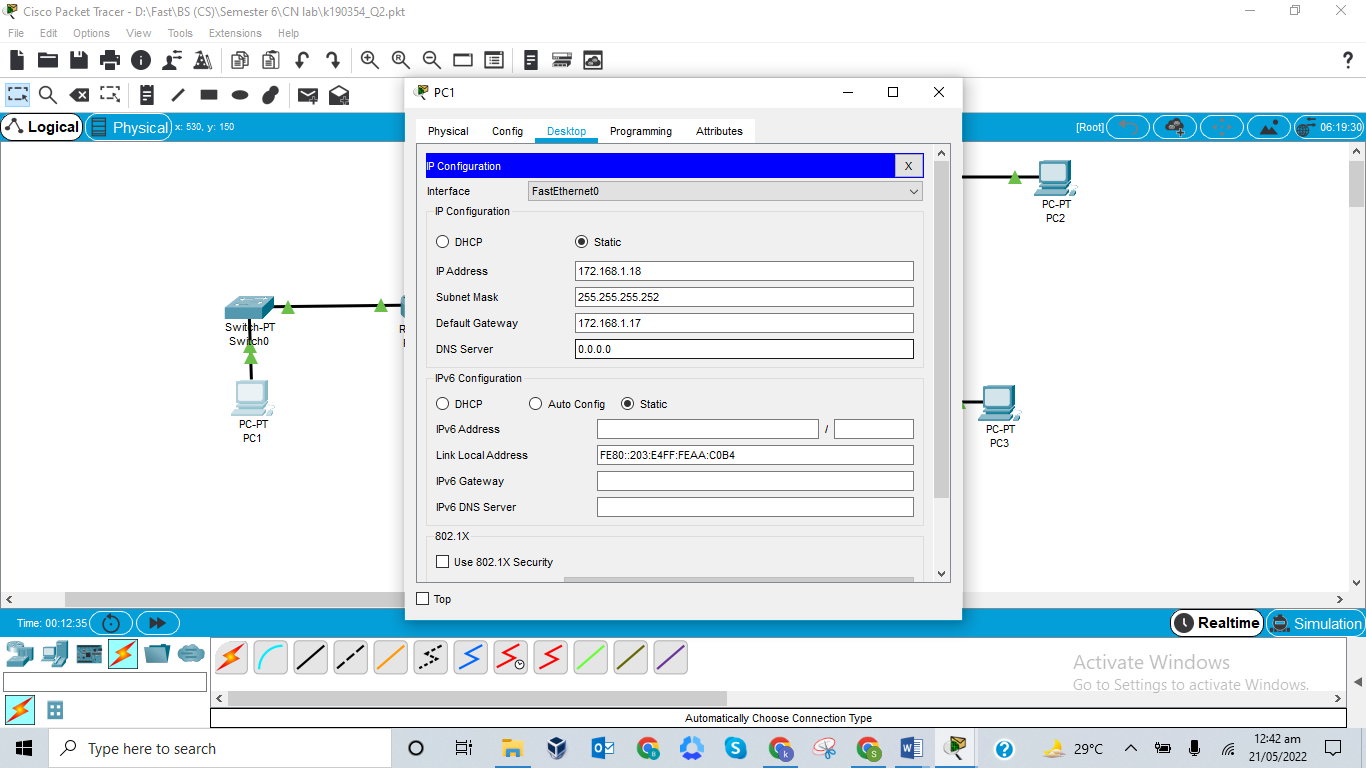 Cisco Packet Tracer - D:\Fast\BS (CS)\Semester 6\CN lab\k190354_Q2.pkt
File Edit Options View Tools Extensions Help
PC1
Physical Config Desktop Programming Attributes
Logical Physical x: 530, y: 150
[Root] 06:19:30
IP Configuration X
Interface FastEthernet0
IP Configuration
DHCP Static
IP Address 172.168.1.18
Subnet Mask 255.255.255.252
Default Gateway 172.168.1.17
DNS Server 0.0.0.0
IPv6 Configuration
DHCP Auto Config Static
IPv6 Address /
Link Local Address FE80::203:E4FF:FEAA:C0B4
IPv6 Gateway
IPv6 DNS Server
802.1X
Use 802.1X Security
Top
Switch-PT
Switch0
PC-PT
PC1
PC-PT
PC2
PC-PT
PC3
Time: 00:12:35
Realtime Simulation
Activate Windows
Go to Settings to activate Windows.
Automatically Choose Connection Type
Type here to search
29°C
12:42 am
21/05/2022